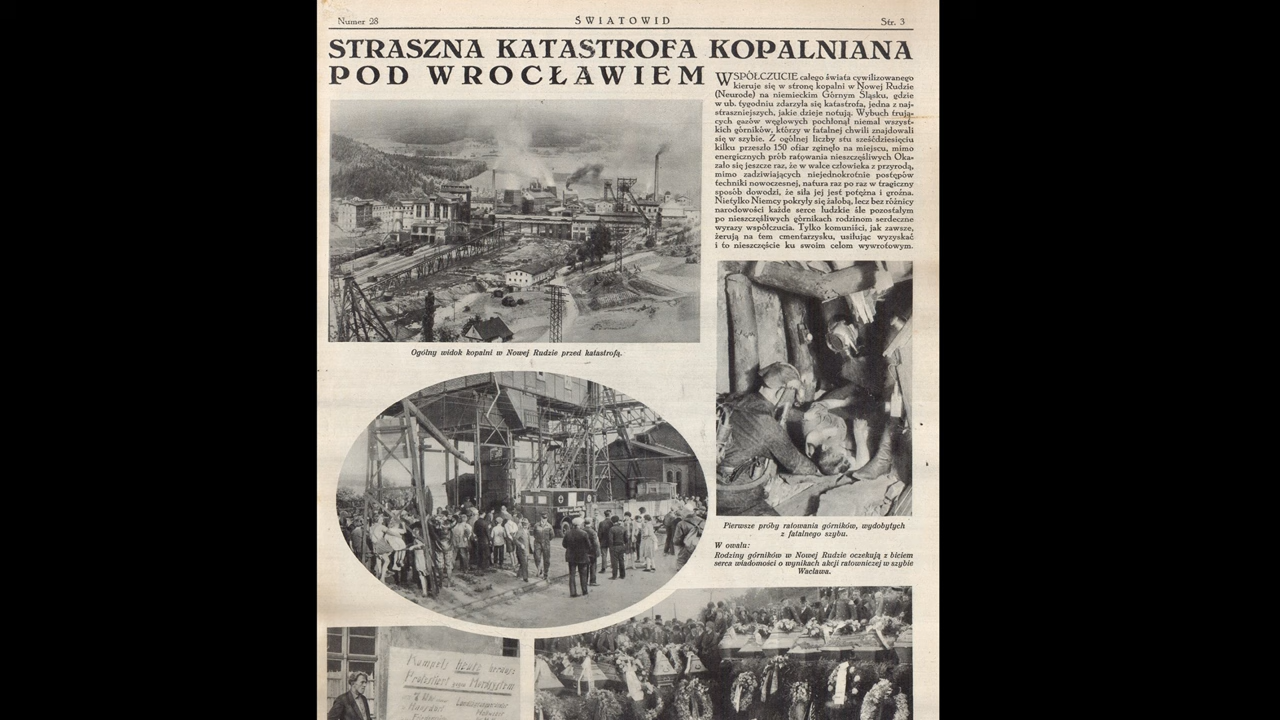 Numer 28
ŚWIATOWID
Str. 3
STRASZNA KATASTROFA KOPALNIANA
POD WROCŁAWIEM
WSPÓŁCZUCIE całego świata cywilizowanego
kieruje się w stronę kopalni w Nowej Rudzie
(Neurode) na niemieckim Górnym Śląsku, gdzie
w ub. tygodniu zdarzyła się katastrofa, jedna z naj-
straszniejszych, jakie dzieje notują. Wybuch trują-
cych gazów węglowych pochłonął niemal wszyst-
kich górników, którzy w fatalnej chwili znajdowali
się w szybie. Z ogólnej liczby stu sześćdziesięciu
kilku przeszło 150 ofiar zginęło na miejscu, mimo
energicznych prób ratowania nieszczęśliwych Oka-
zało się jeszcze raz, że w walce człowieka z przyrodą,
mimo zadziwiających niejednokrotnie postępów
techniki nowoczesnej, natura raz po raz w tragiczny
sposób dowodzi, że siła jej jest potężna i groźna.
Nietylko Niemcy pokryły się żałobą, lecz bez różnicy
narodowości każde serce ludzkie śle pozostałym
po nieszczęśliwych górnikach rodzinom serdeczne
wyrazy współczucia. Tylko komuniści, jak zawsze,
żerują na tem cmentarzysku, usiłując wyzyskać
i to nieszczęście ku swoim celom wywrotowym.
Ogólny widok kopalni w Nowej Rudzie przed katastrofą.
Pierwsze próby ratowania górników, wydobytych
z fatalnego szybu.
W owalu:
Rodziny górników w Nowej Rudzie oczekują z biciem
serca wiadomości o wynikach akcji ratowniczej w szybie
Wacława.
Kampf heute heraus
Protestiert gegen Mordsystem